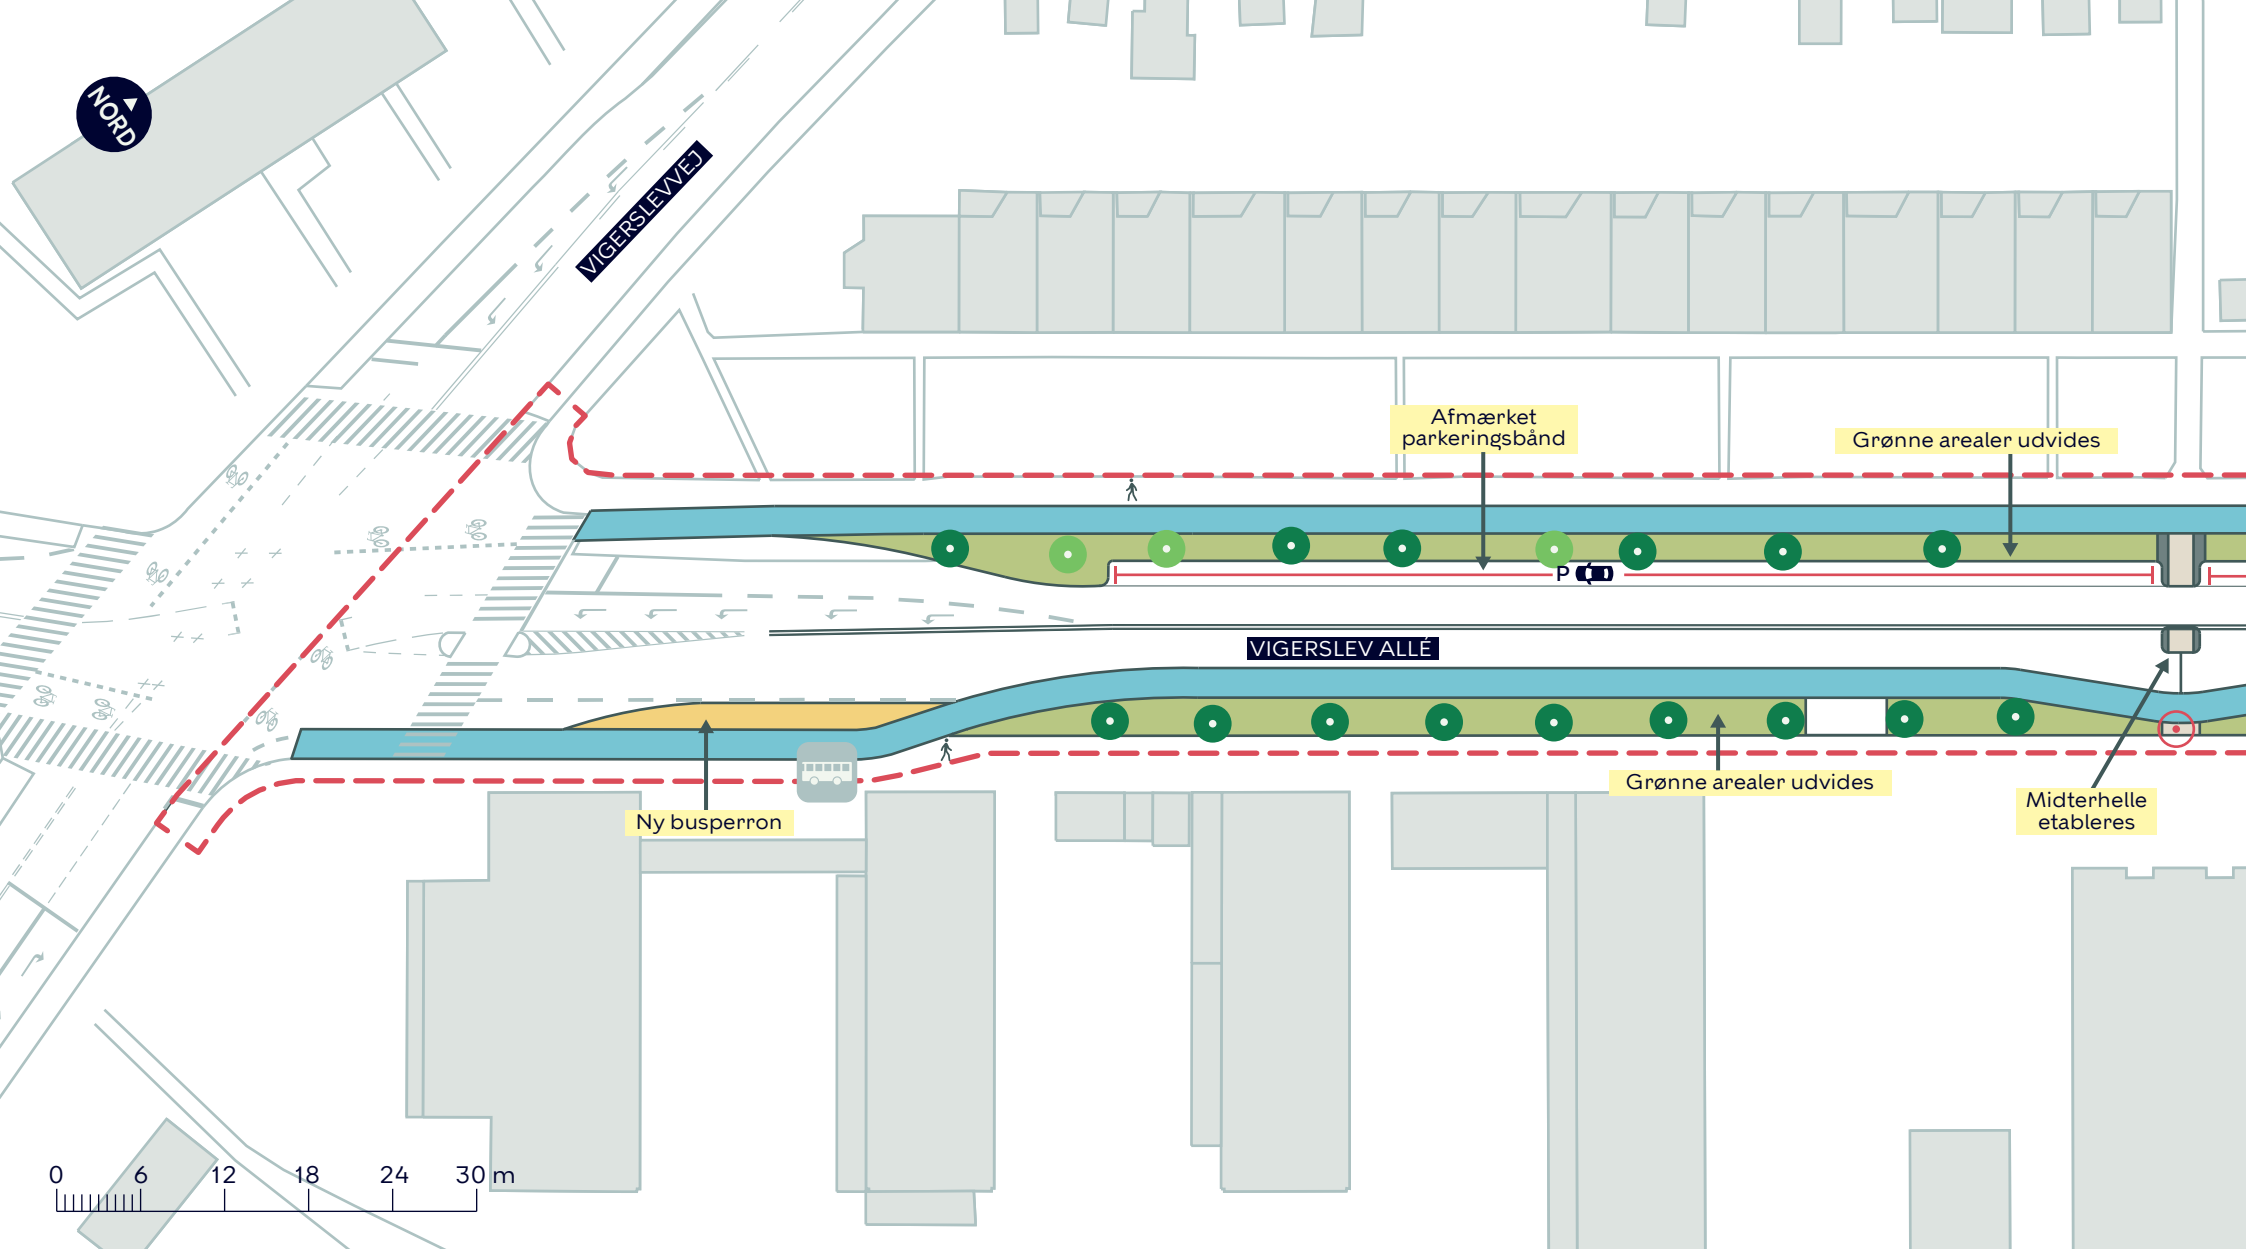 NORD
VIGERSLEVVEJ
Afmærket
parkeringsbånd
Grønne arealer udvides
P
VIGERSLEV ALLÉ
Grønne arealer udvides
Ny busperron
Midterhelle
etableres
0 6 12 18 24 30 m